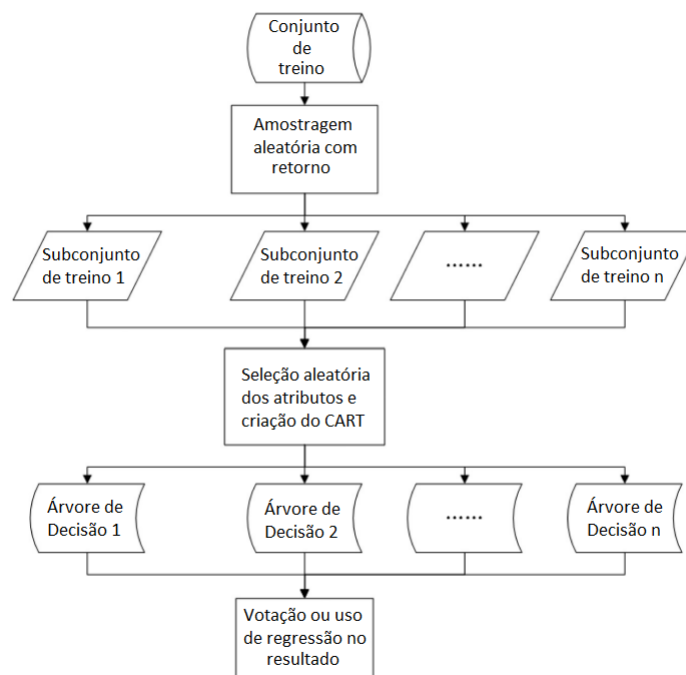 Conjunto
de
treino
Amostragem
aleatória com
retorno
Subconjunto
de treino 1
Subconjunto
de treino 2
......
Subconjunto
de treino n
Seleção aleatória
dos atributos e
criação do CART
Árvore de
Decisão 1
Árvore de
Decisão 2
......
Árvore de
Decisão n
Votação ou uso
de regressão no
resultado